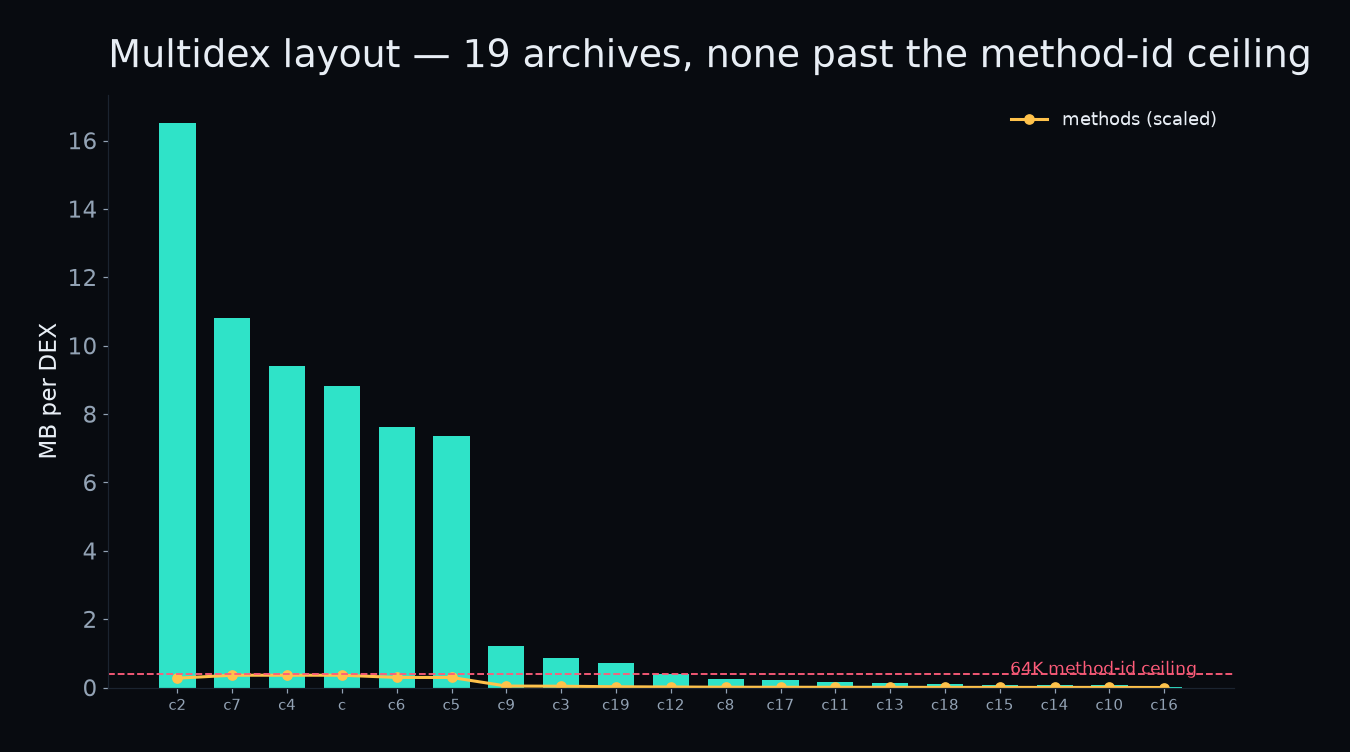 Multidex layout — 19 archives, none past the method-id ceiling
methods (scaled)
MB per DEX
16
14
12
10
8
6
4
2
0
64K method-id ceiling
c2 c7 c4 c c6 c5 c9 c3 c19 c12 c8 c17 c11 c13 c18 c15 c14 c10 c16